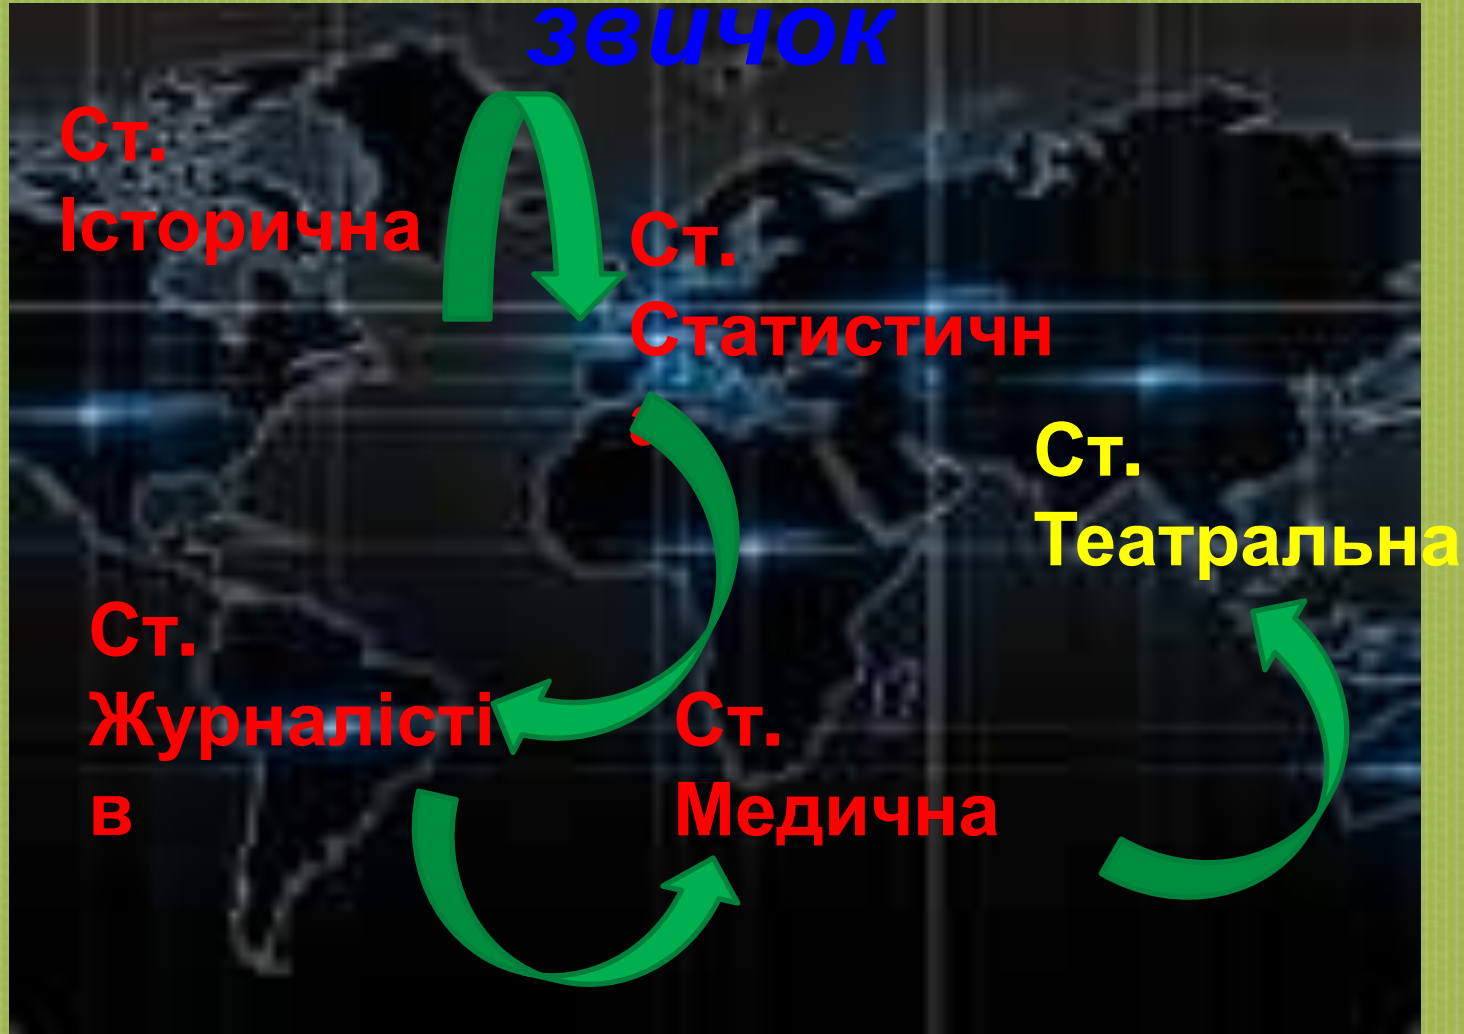 звичок
Ст.
Історична
Ст.
Статистичн
а
Ст.
Театральна
Ст.
Журналісті
в
Ст.
Медична